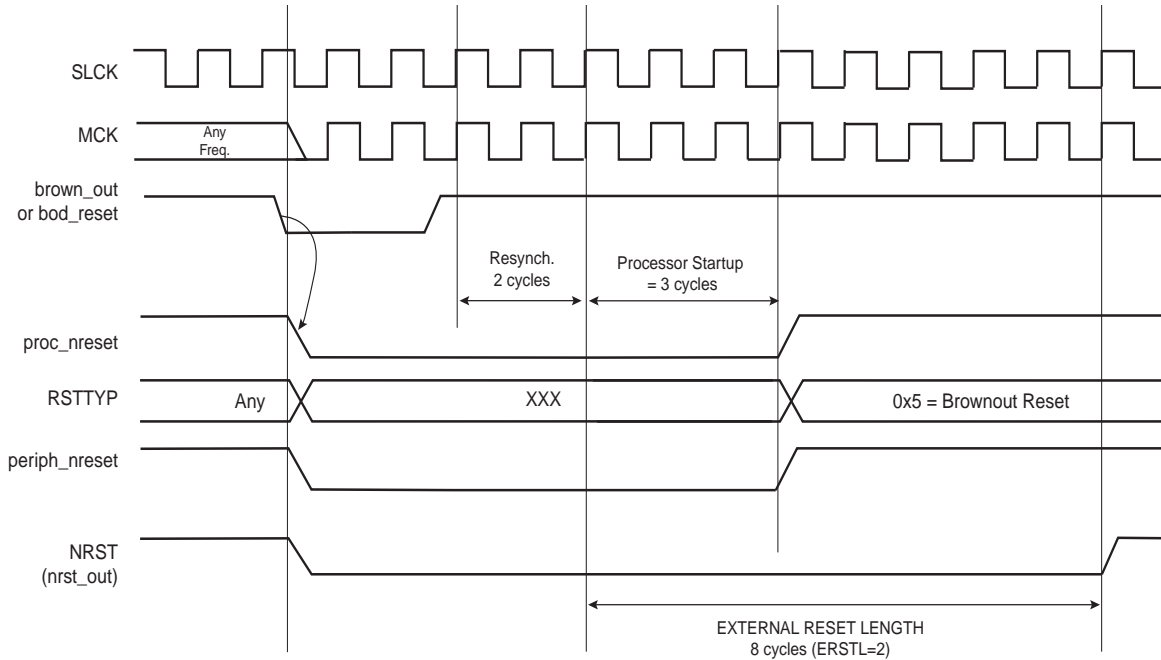 SLCK
MCK
Any
Freq.
brown_out
or bod_reset
Resynch.
2 cycles
Processor Startup
= 3 cycles
proc_nreset
RSTTYP
Any
XXX
0x5 = Brownout Reset
periph_nreset
NRST
(nrst_out)
EXTERNAL RESET LENGTH
8 cycles (ERSTL=2)